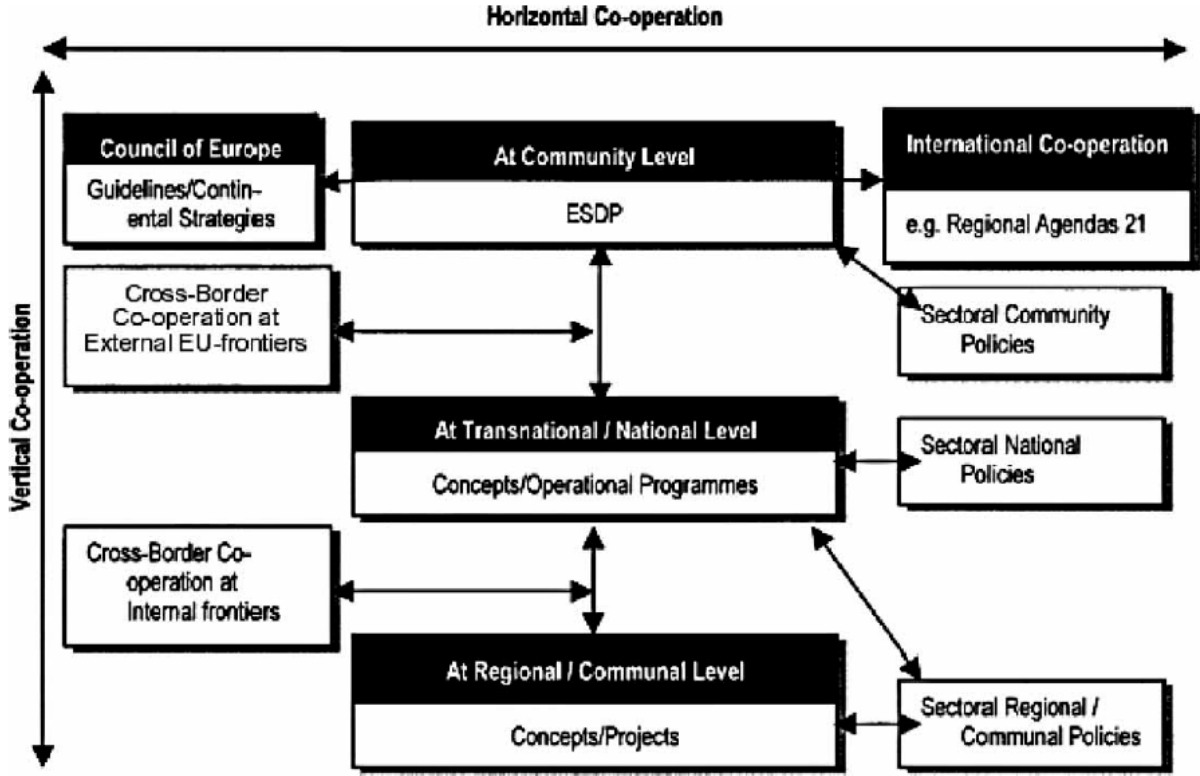 Horizontal Co-operation
Vertical Co-operation
Council of Europe
Guidelines/Contin-
ental Strategies
At Community Level
ESDP
International Co-operation
e.g. Regional Agendas 21
Cross-Border
Co-operation at
External EU-frontiers
Sectoral Community
Policies
At Transnational / National Level
Concepts/Operational Programmes
Sectoral National
Policies
Cross-Border Co-
operation at
Internal frontiers
At Regional / Communal Level
Concepts/Projects
Sectoral Regional /
Communal Policies